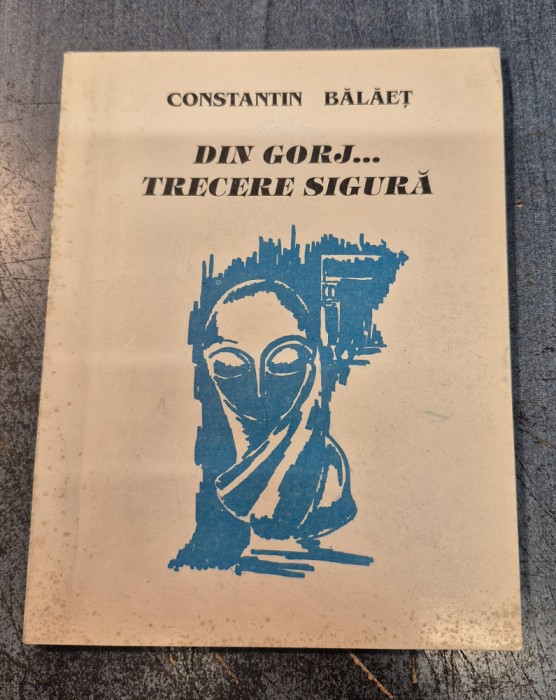 CONSTANTIN BĂLĂEȚ
DIN GORJ...
TRECERE SIGURĂ